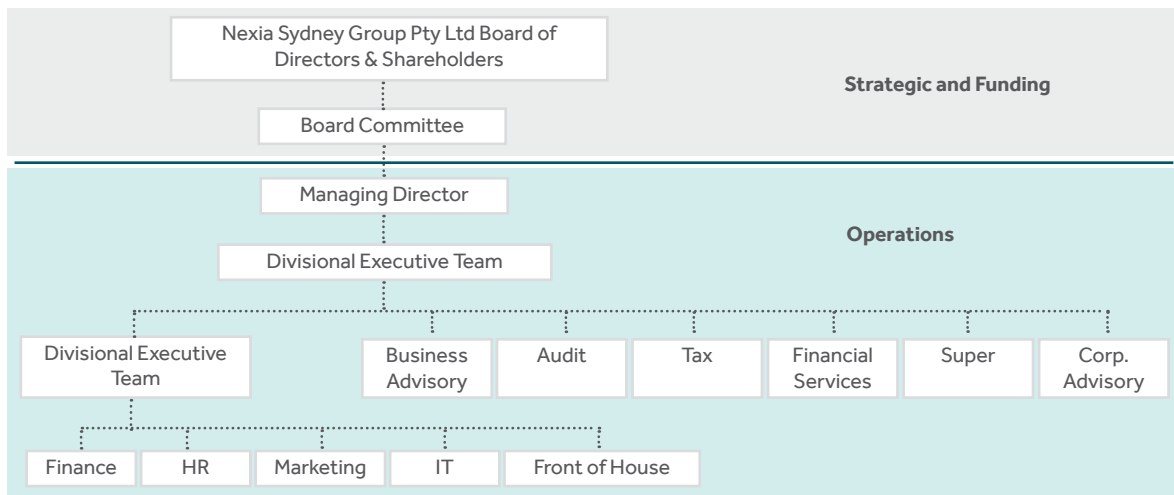 Nexia Sydney Group Pty Ltd Board of
Directors & Shareholders
Strategic and Funding
Board Committee
Managing Director
Operations
Divisional Executive Team
Divisional Executive
Team
Business
Advisory
Audit
Tax
Financial
Services
Super
Corp.
Advisory
Finance
HR
Marketing
IT
Front of House